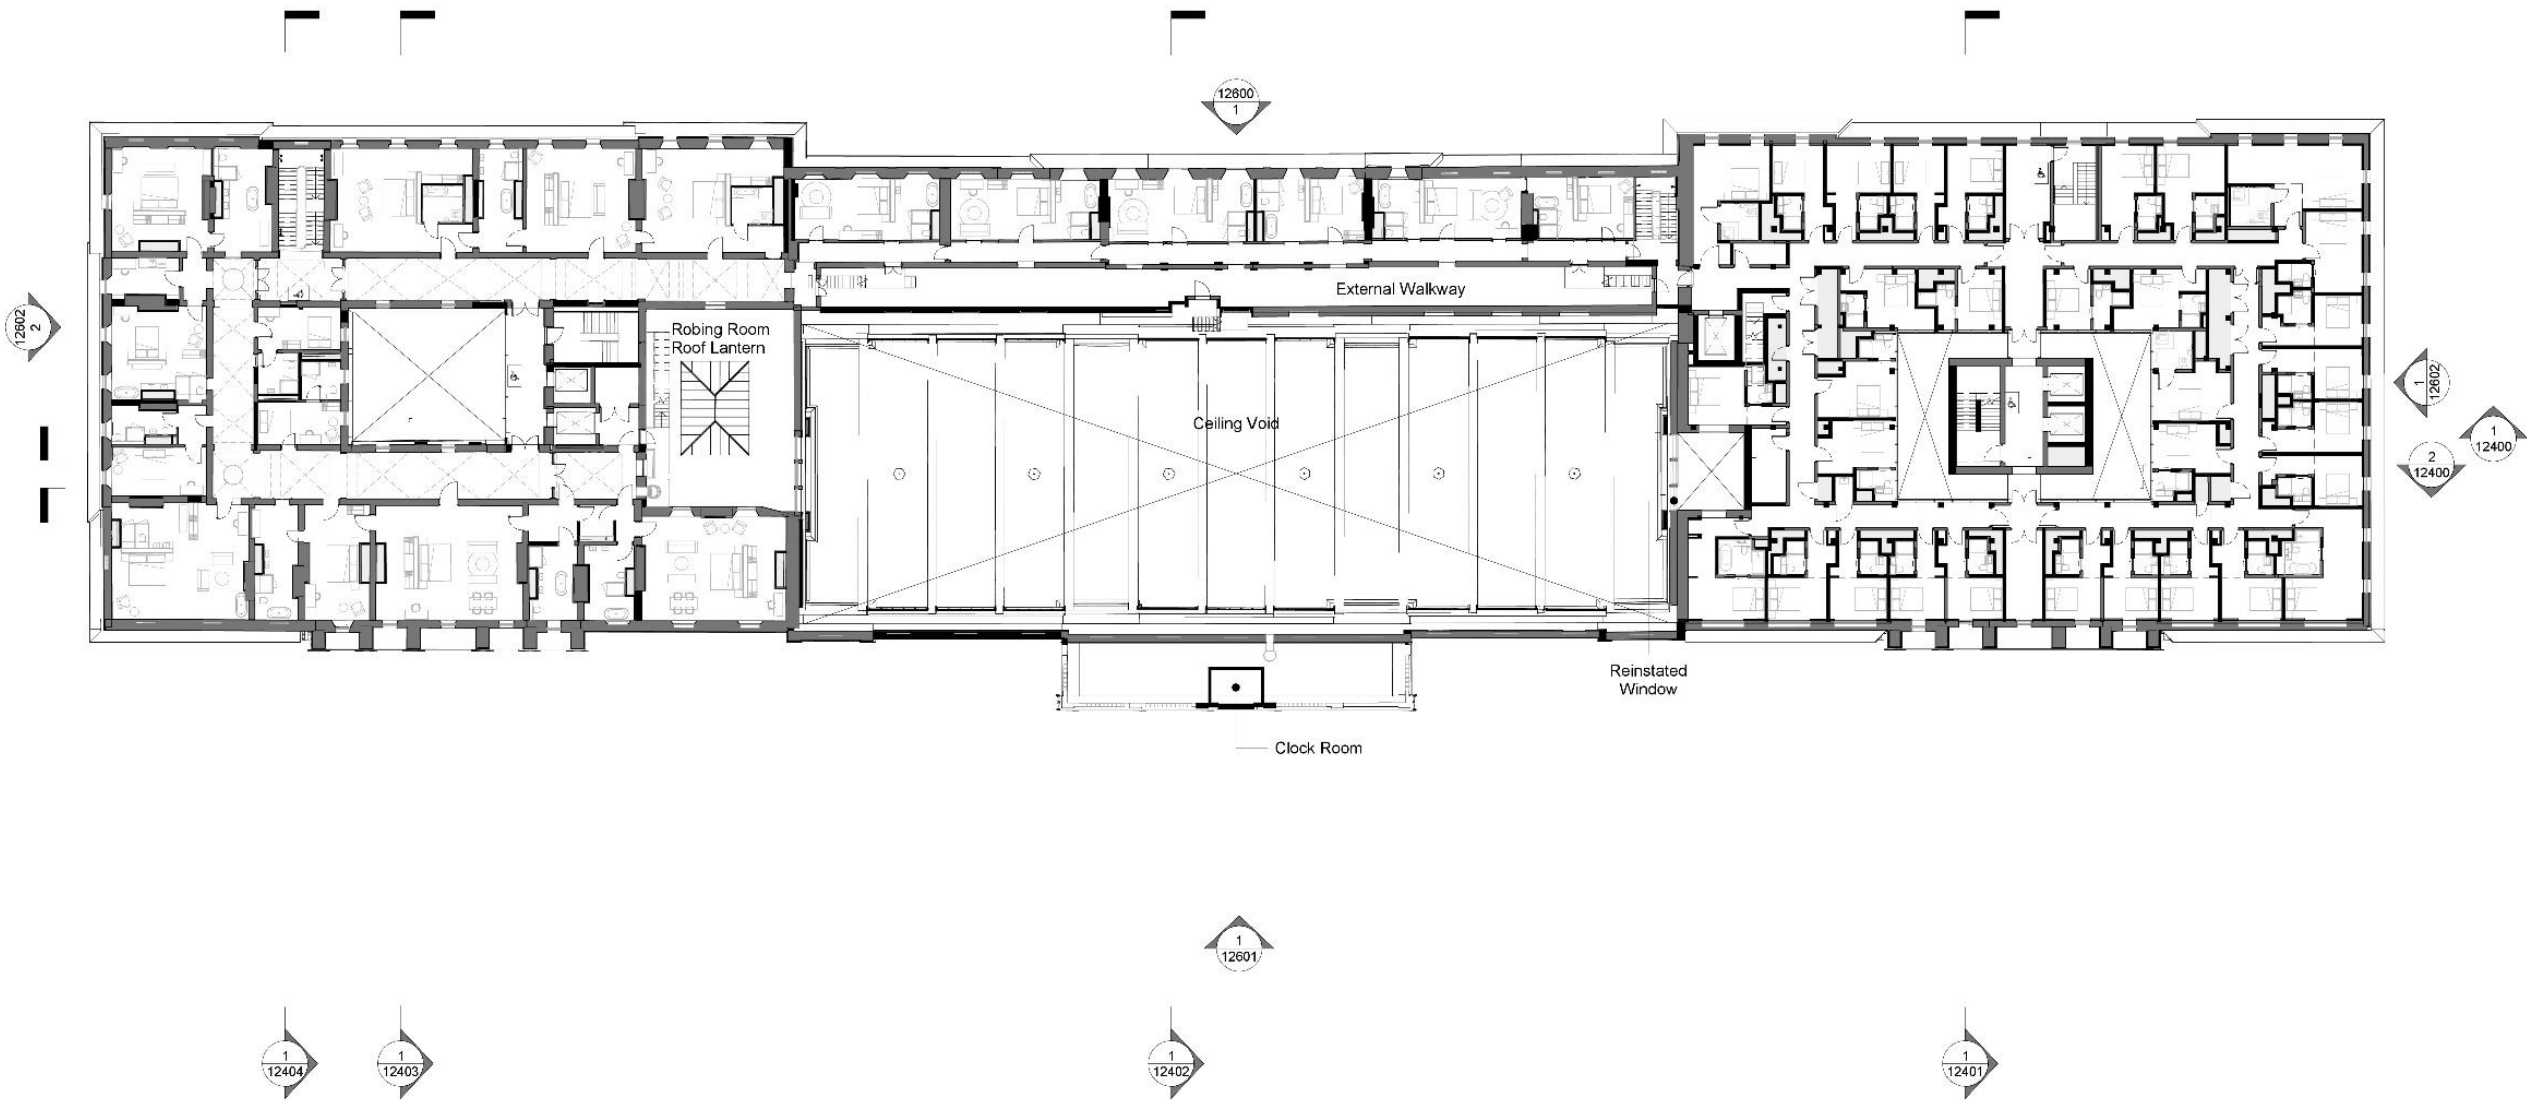 12600
1
External Walkway
12602
2
Robing Room
Roof Lantern
1
12602
Ceiling Void
1
12400
2
12400
Reinstated
Window
Clock Room
1
12601
1
12404
1
12403
1
12402
1
12401